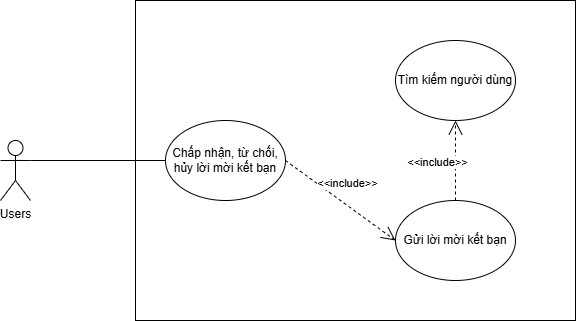 Tìm kiếm người dùng
Chấp nhận, từ chối,
hủy lời mời kết bạn
<<include>>
<<include>>
Users
Gửi lời mời kết bạn